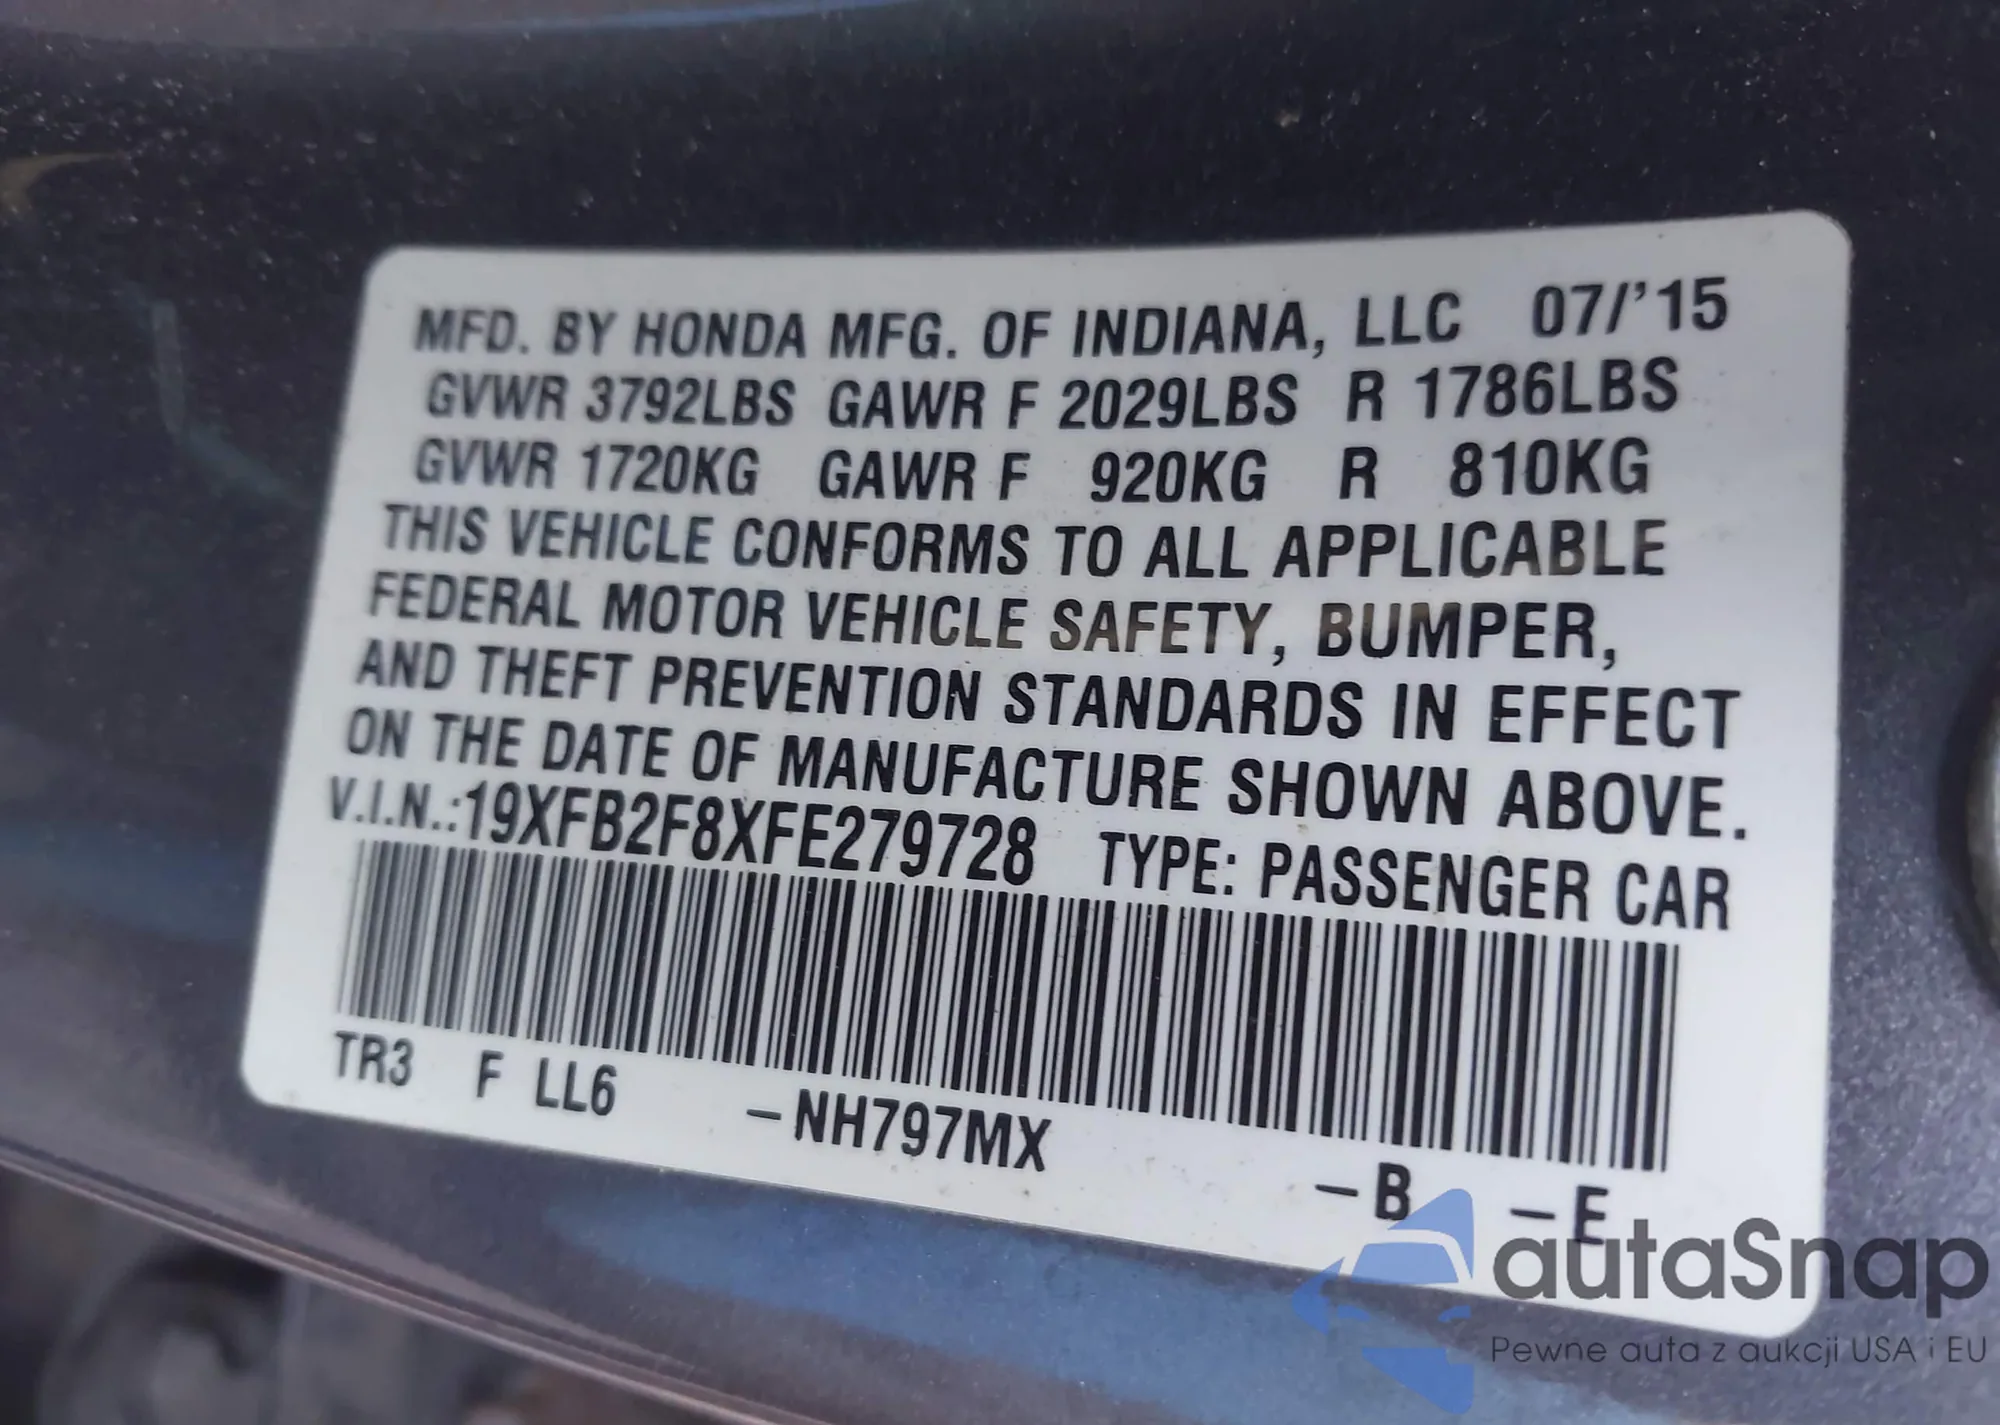 MFD. BY HONDA MFG. OF INDIANA, LLC 07/'15
GVWR 3792LBS GAWR F 2029LBS R 1786LBS
GVWR 1720KG GAWR F 920KG R 810KG
THIS VEHICLE CONFORMS TO ALL APPLICABLE
FEDERAL MOTOR VEHICLE SAFETY, BUMPER,
AND THEFT PREVENTION STANDARDS IN EFFECT
ON THE DATE OF MANUFACTURE SHOWN ABOVE.
V.I.N.:19XFB2F8XFE279728 TYPE: PASSENGER CAR
TR3 F LL6 –NH797MX –B –E
autaSnap
Pewne auta z aukcji USA i EU